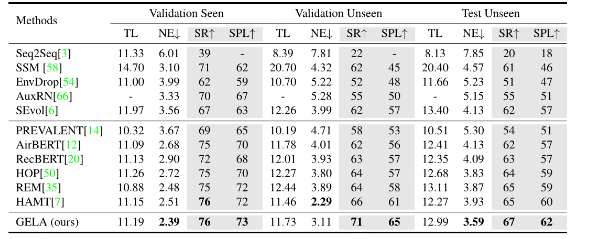 Methods Validation Seen Validation Unseen Test Unseen
TL NE↓ SR↑ SPL↑ TL NE↓ SR↑ SPL↑ TL NE↓ SR↑ SPL↑
Seq2Seq[3] 11.33 6.01 39 - 8.39 7.81 22 - 8.13 7.85 20 18
SSM [58] 14.70 3.10 71 62 20.70 4.32 62 45 20.40 4.57 61 46
EnvDrop[54] 11.00 3.99 62 59 10.70 5.22 52 48 11.66 5.23 51 47
AuxRN[66] - 3.33 70 67 - 5.28 55 50 - 5.15 55 51
SEvol[6] 11.97 3.56 67 63 12.26 3.99 62 57 13.40 4.13 62 57
PREVALENT[14] 10.32 3.67 69 65 10.19 4.71 58 53 10.51 5.30 54 51
AirBERT[12] 11.09 2.68 75 70 11.78 4.01 62 56 12.41 4.13 62 57
RecBERT[20] 11.13 2.90 72 68 12.01 3.93 63 57 12.35 4.09 63 57
HOP[50] 11.26 2.72 75 70 12.27 3.80 64 57 12.68 3.83 64 59
REM[35] 10.88 2.48 75 72 12.44 3.89 64 58 13.11 3.87 65 59
HAMT[7] 11.15 2.51 76 72 11.46 2.29 66 61 12.27 3.93 65 60
GELA (ours) 11.19 2.39 76 73 11.73 3.11 71 65 12.99 3.59 67 62